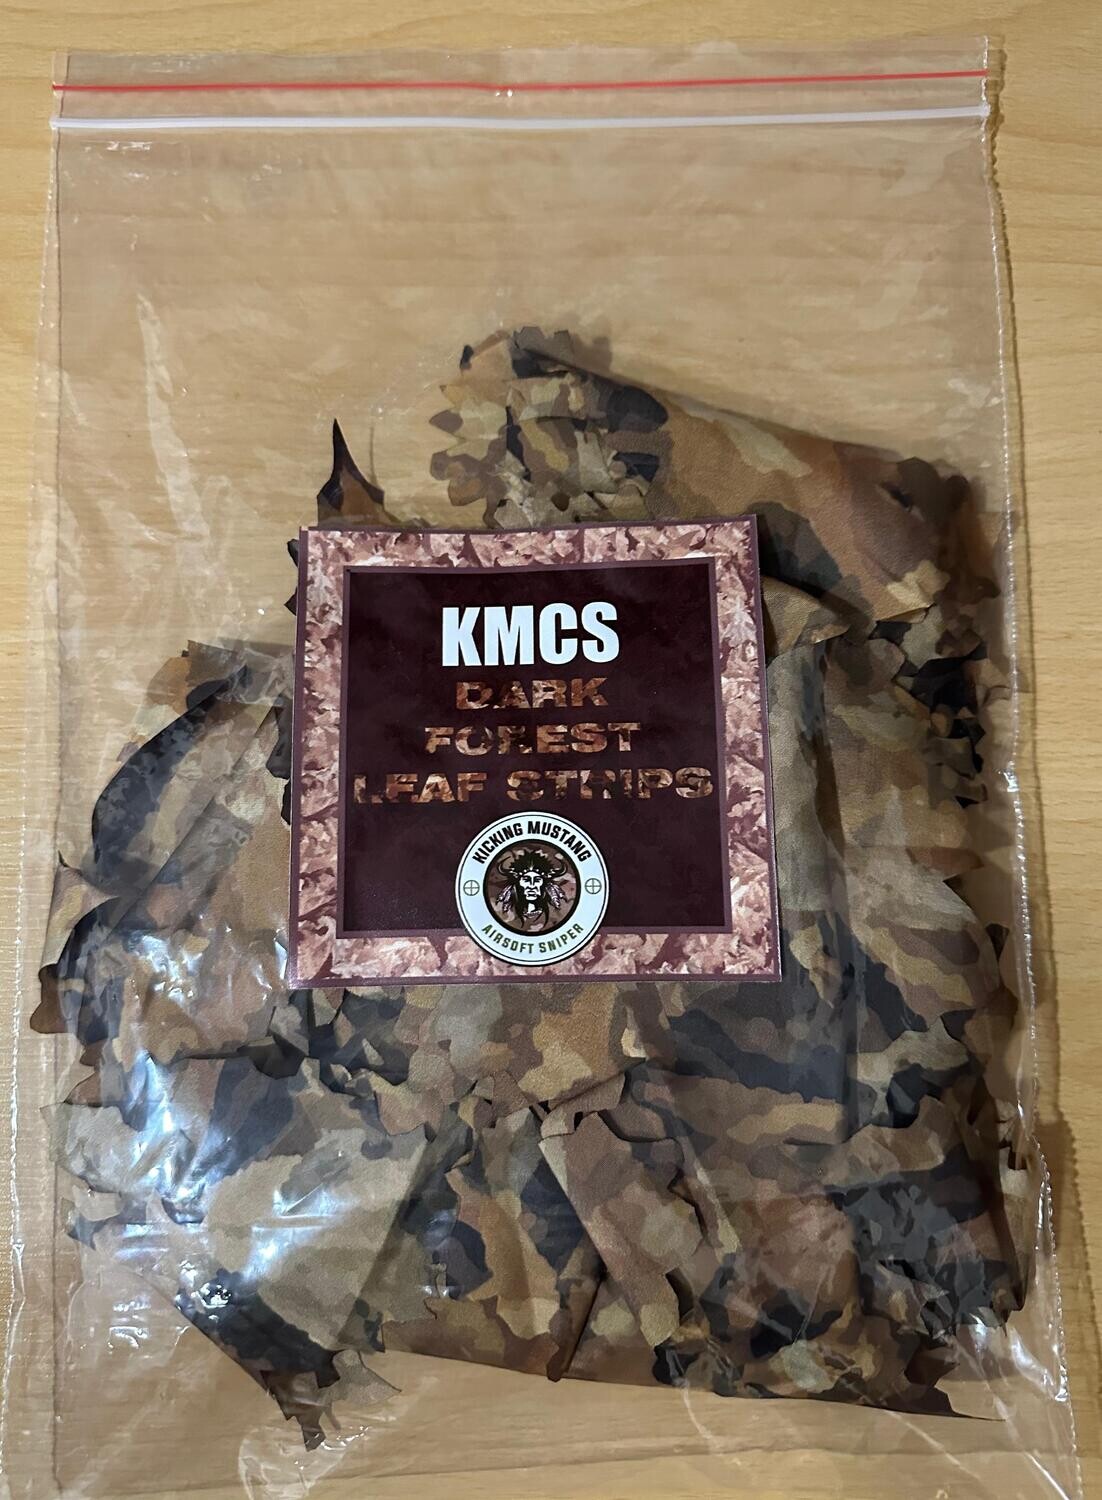 KMCS
DARK
FOREST
LEAF STRIPS
KICKING MUSTANG
AIRSOFT SNIPER